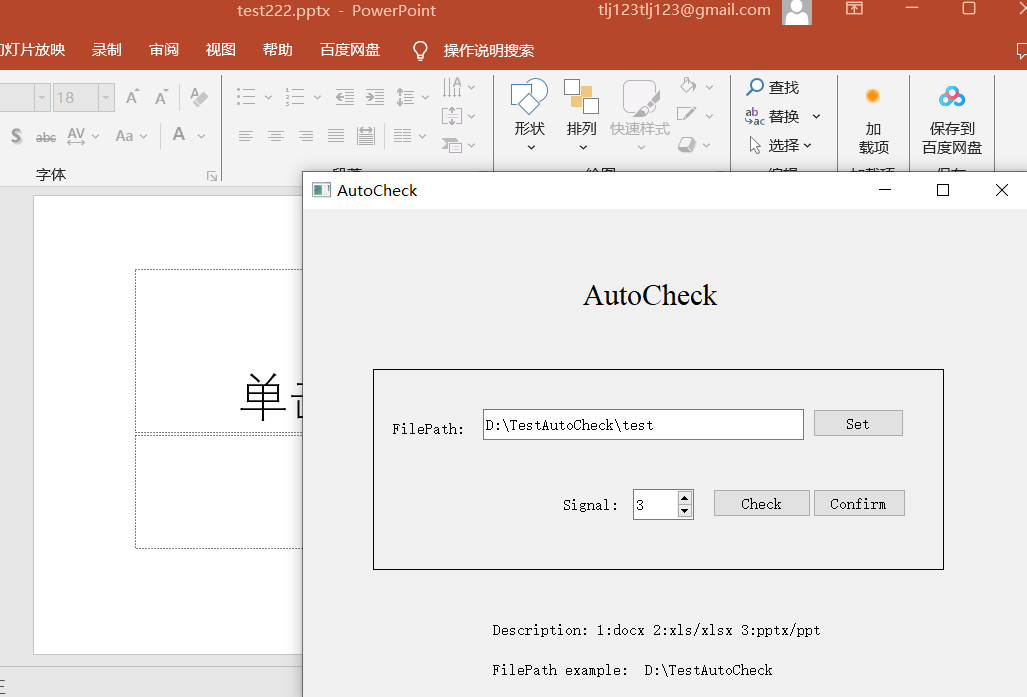 test222.pptx - PowerPoint
tlj123tlj123@gmail.com
灯片放映 录制 审阅 视图 帮助 百度网盘 操作说明搜索
18
abc AV Aa A
形状 排列 快速样式
查找
替换
选择
加
载项
保存到
百度网盘
字体
AutoCheck
AutoCheck
单
FilePath: D:\TestAutoCheck\test Set
Signal: 3 Check Confirm
Description: 1:docx 2:xls/xlsx 3:pptx/ppt
FilePath example: D:\TestAutoCheck